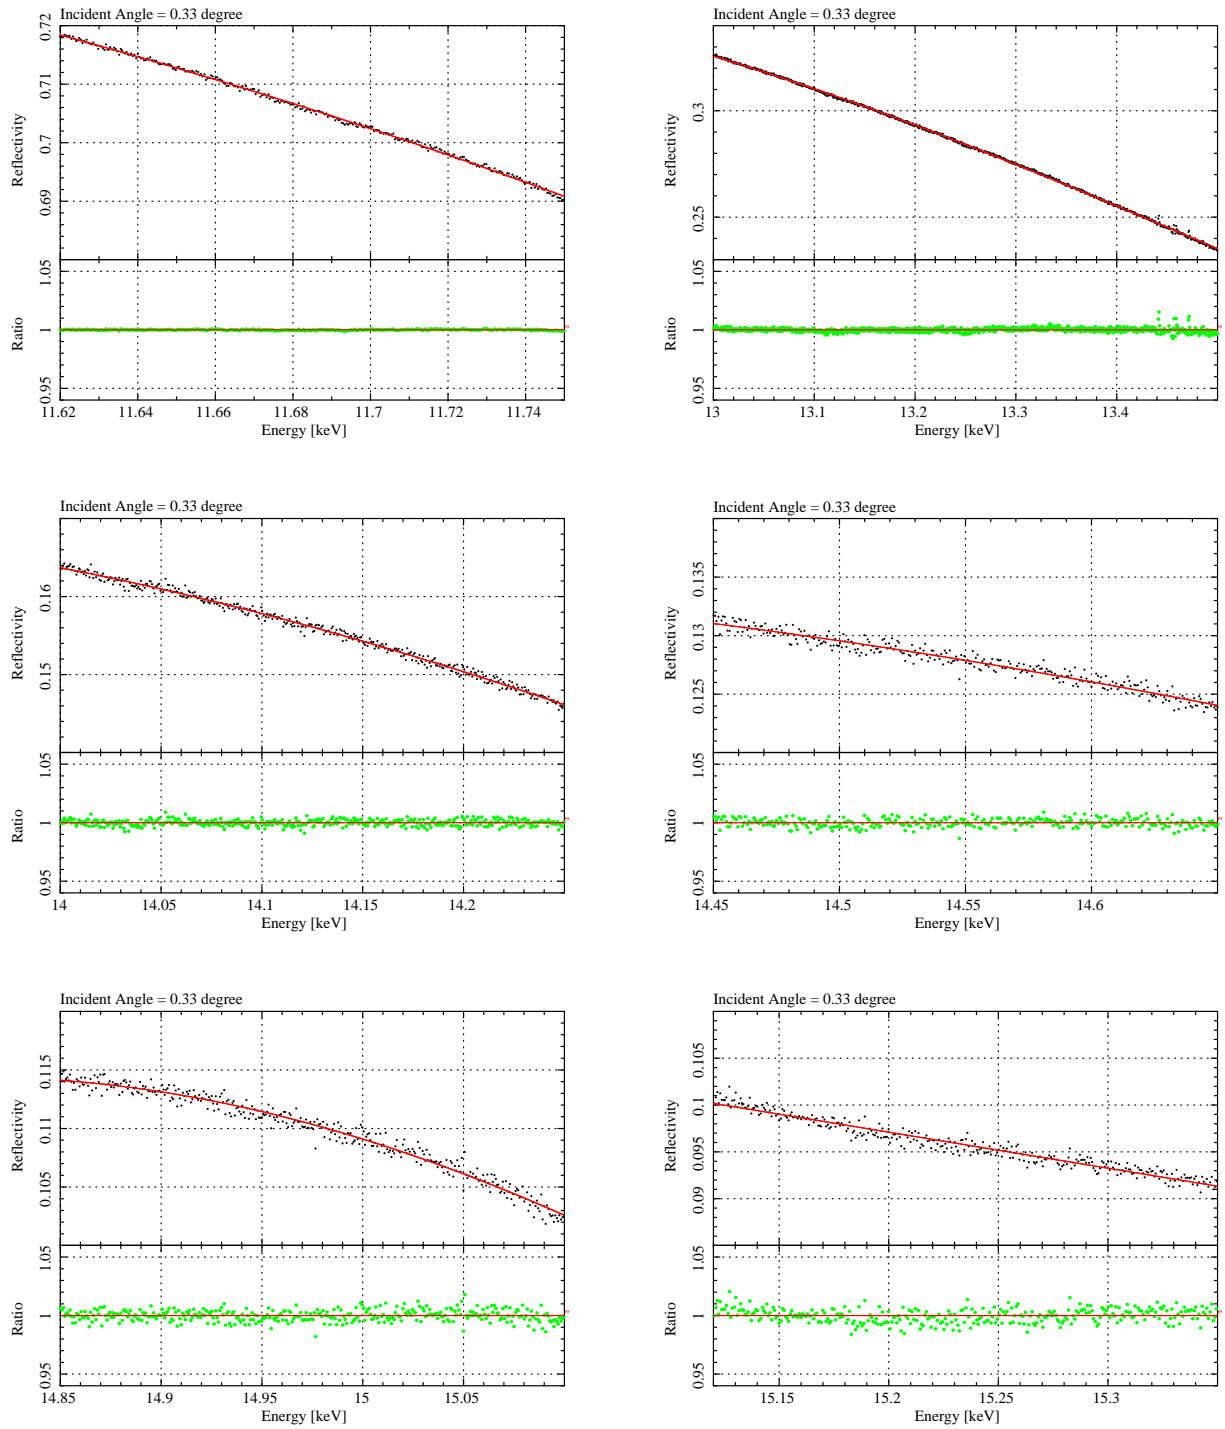 Incident Angle = 0.33 degree
Reflectivity
0.72
0.71
0.7
0.69
Ratio
1.05
1
0.95
11.62 11.64 11.66 11.68 11.7 11.72 11.74
Energy [keV]
Incident Angle = 0.33 degree
Reflectivity
0.3
0.25
Ratio
1.05
1
0.95
13 13.1 13.2 13.3 13.4
Energy [keV]
Incident Angle = 0.33 degree
Reflectivity
0.16
0.15
Ratio
1.05
1
0.95
14 14.05 14.1 14.15 14.2
Energy [keV]
Incident Angle = 0.33 degree
Reflectivity
0.135
0.13
0.125
Ratio
1.05
1
0.95
14.45 14.5 14.55 14.6
Energy [keV]
Incident Angle = 0.33 degree
Reflectivity
0.115
0.11
0.105
Ratio
1.05
1
0.95
14.85 14.9 14.95 15 15.05
Energy [keV]
Incident Angle = 0.33 degree
Reflectivity
0.105
0.1
0.095
0.09
Ratio
1.05
1
0.95
15.15 15.2 15.25 15.3
Energy [keV]